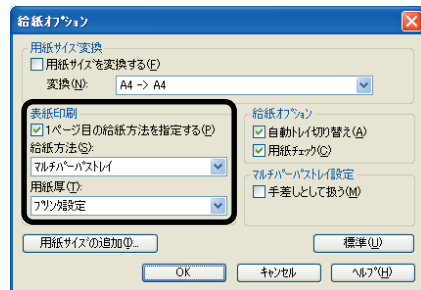 給紙ｵﾌﾟｼｮﾝ
用紙ｻｲｽﾞ変換
用紙ｻｲｽﾞを変換する(F)
変換(N):
A4 -> A4
表紙印刷
1ﾍﾟｰｼﾞ目の給紙方法を指定する(P)
給紙方法(S):
ﾏﾙﾁﾊﾟｰﾊﾟｽﾄﾚｲ
用紙厚(T):
ﾌﾟﾘﾝﾀ設定
給紙ｵﾌﾟｼｮﾝ
自動ﾄﾚｲ切り替え(A)
用紙ﾁｪｯｸ(C)
ﾏﾙﾁﾊﾟｰﾊﾟｽﾄﾚｲ設定
手差しとして扱う(M)
用紙ｻｲｽﾞの追加(I)...
標準(U)
OK
ｷｬﾝｾﾙ
ﾍﾙﾌﾟ(H)